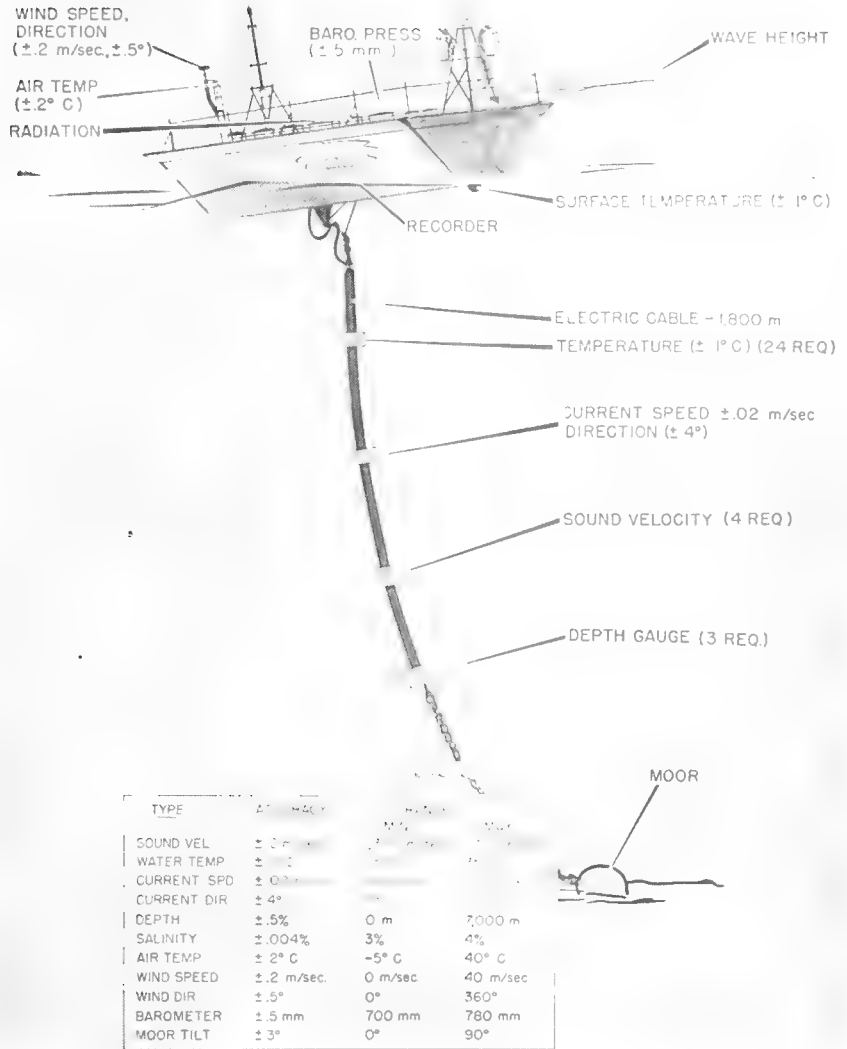 WIND SPEED,
DIRECTION
(±.2 m/sec,±.5°)
BARO. PRESS
(±.5 mm)
WAVE HEIGHT
AIR TEMP
(±.2° C)
RADIATION
SURFACE TEMPERATURE (± 1° C)
RECORDER
ELECTRIC CABLE - 1,800 m
TEMPERATURE (± 1° C) (24 REQ)
CURRENT SPEED ±.02 m/sec
DIRECTION (± 4°)
SOUND VELOCITY (4 REQ)
DEPTH GAUGE (3 REQ.)
MOOR
TYPE
SOUND VEL
WATER TEMP
CURRENT SPD
CURRENT DIR ± 4°
DEPTH ±.5% 0 m 7,000 m
SALINITY ±.004% 3% 4%
AIR TEMP ± 2° C -5° C 40° C
WIND SPEED ±.2 m/sec. 0 m/sec 40 m/sec
WIND DIR ±.5° 0° 360°
BAROMETER ±.5 mm 700 mm 780 mm
MOOR TILT ± 3° 0° 90°